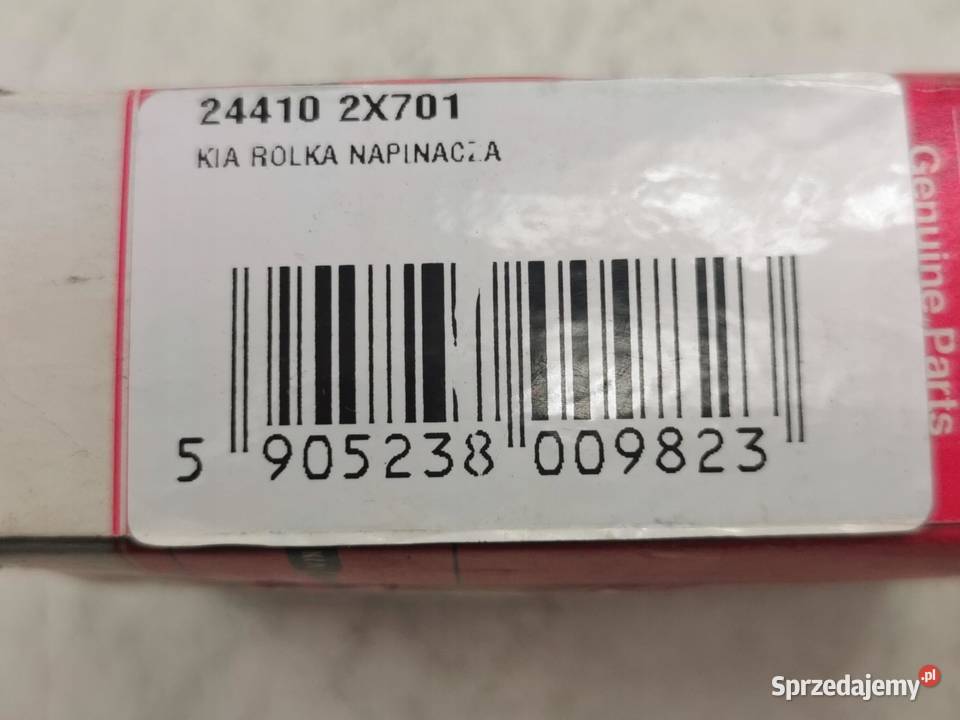 24410 2X701
KIA ROLKA NAPINACZA
Genuine Parts
5 905238 009823
Sprzedajemy.pl